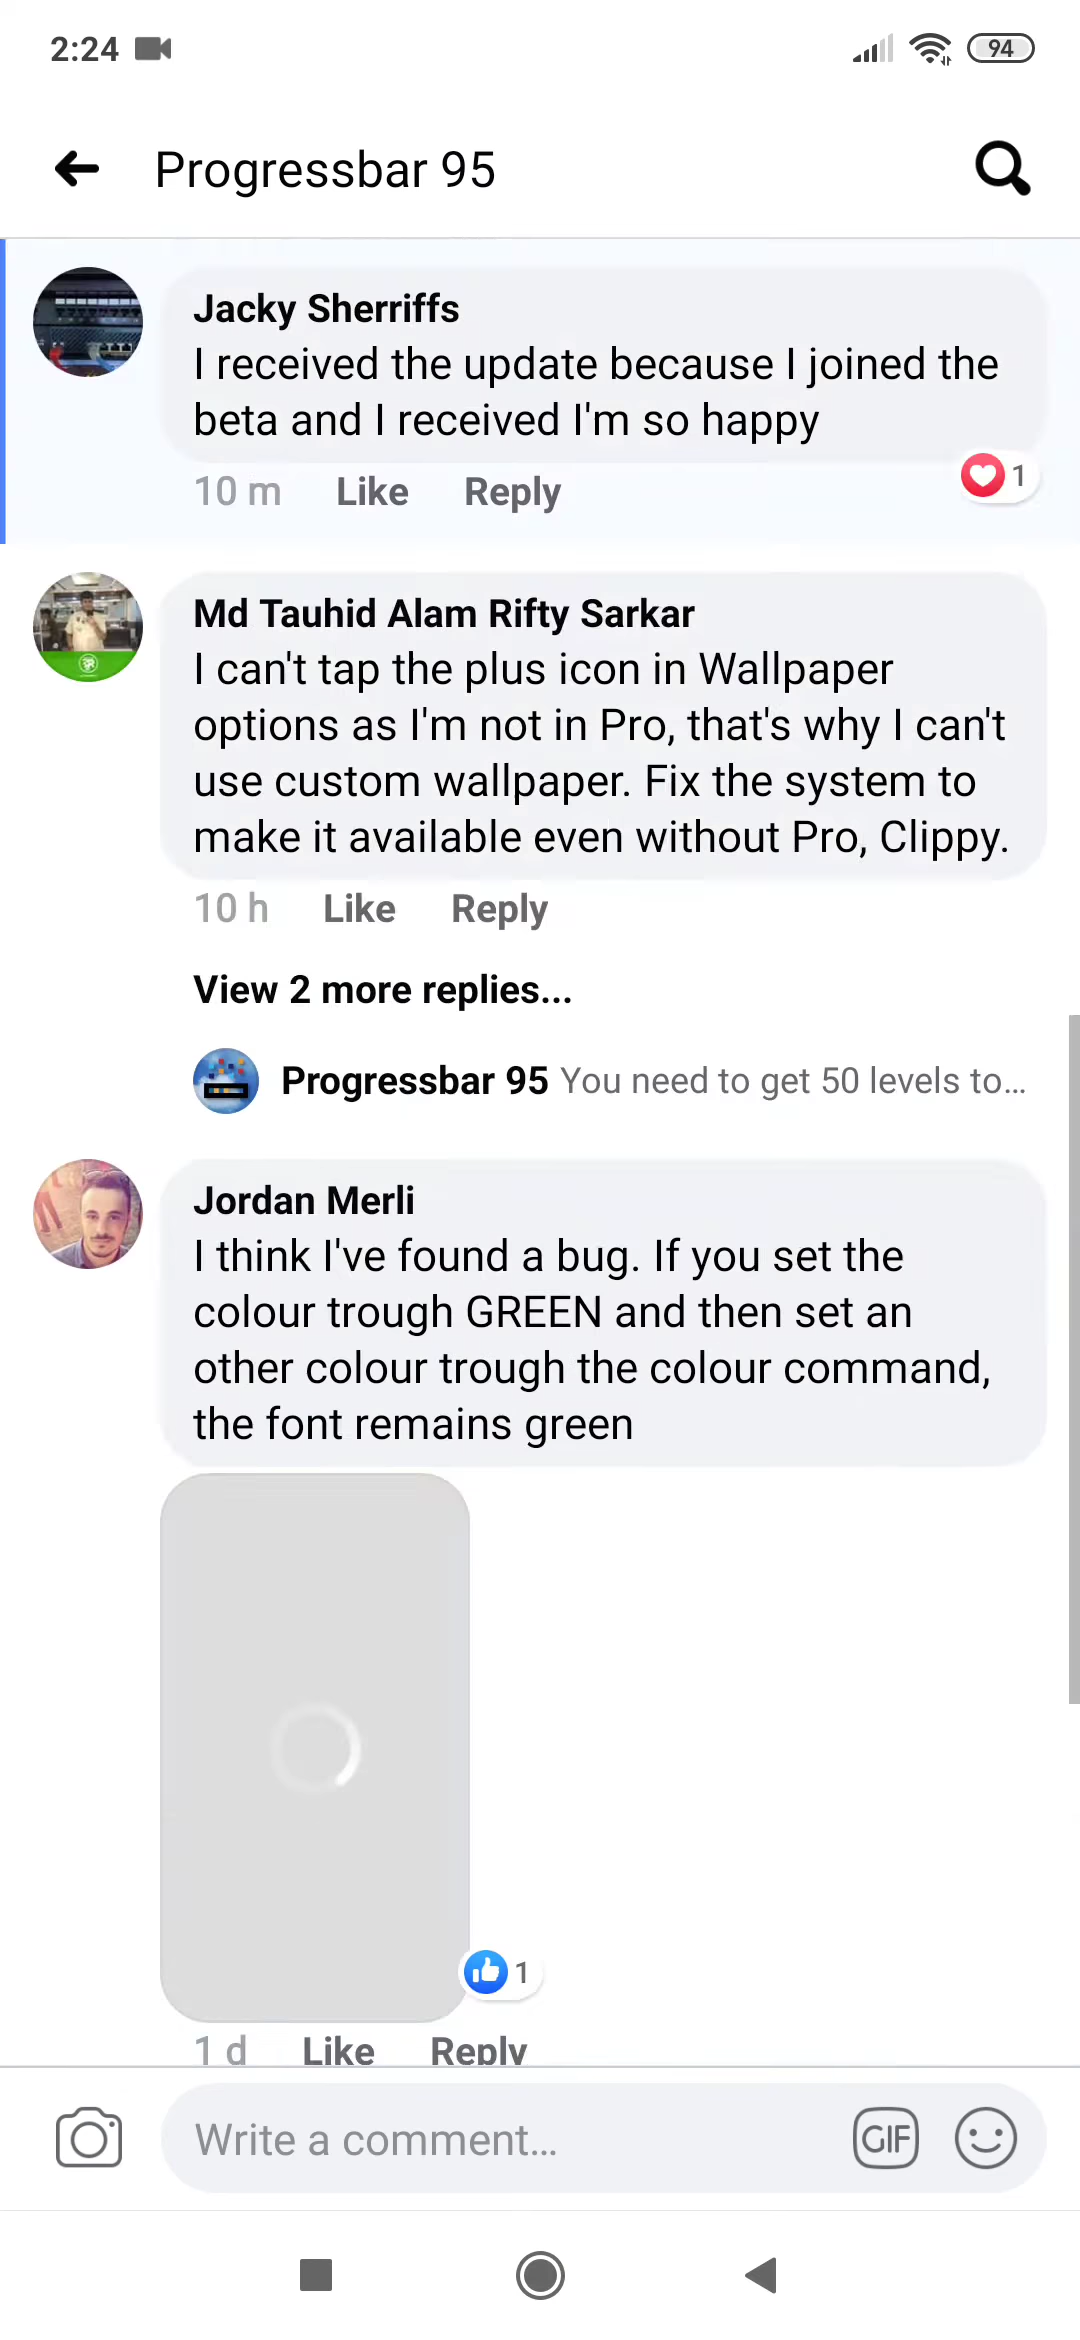 2:24
94
Progressbar 95
Jacky Sherriffs
I received the update because I joined the
beta and I received I'm so happy
10 m Like Reply
1
Md Tauhid Alam Rifty Sarkar
I can't tap the plus icon in Wallpaper
options as I'm not in Pro, that's why I can't
use custom wallpaper. Fix the system to
make it available even without Pro, Clippy.
10 h Like Reply
View 2 more replies...
Progressbar 95 You need to get 50 levels to...
Jordan Merli
I think I've found a bug. If you set the
colour trough GREEN and then set an
other colour trough the colour command,
the font remains green
1
1 d Like Reply
Write a comment...
GIF